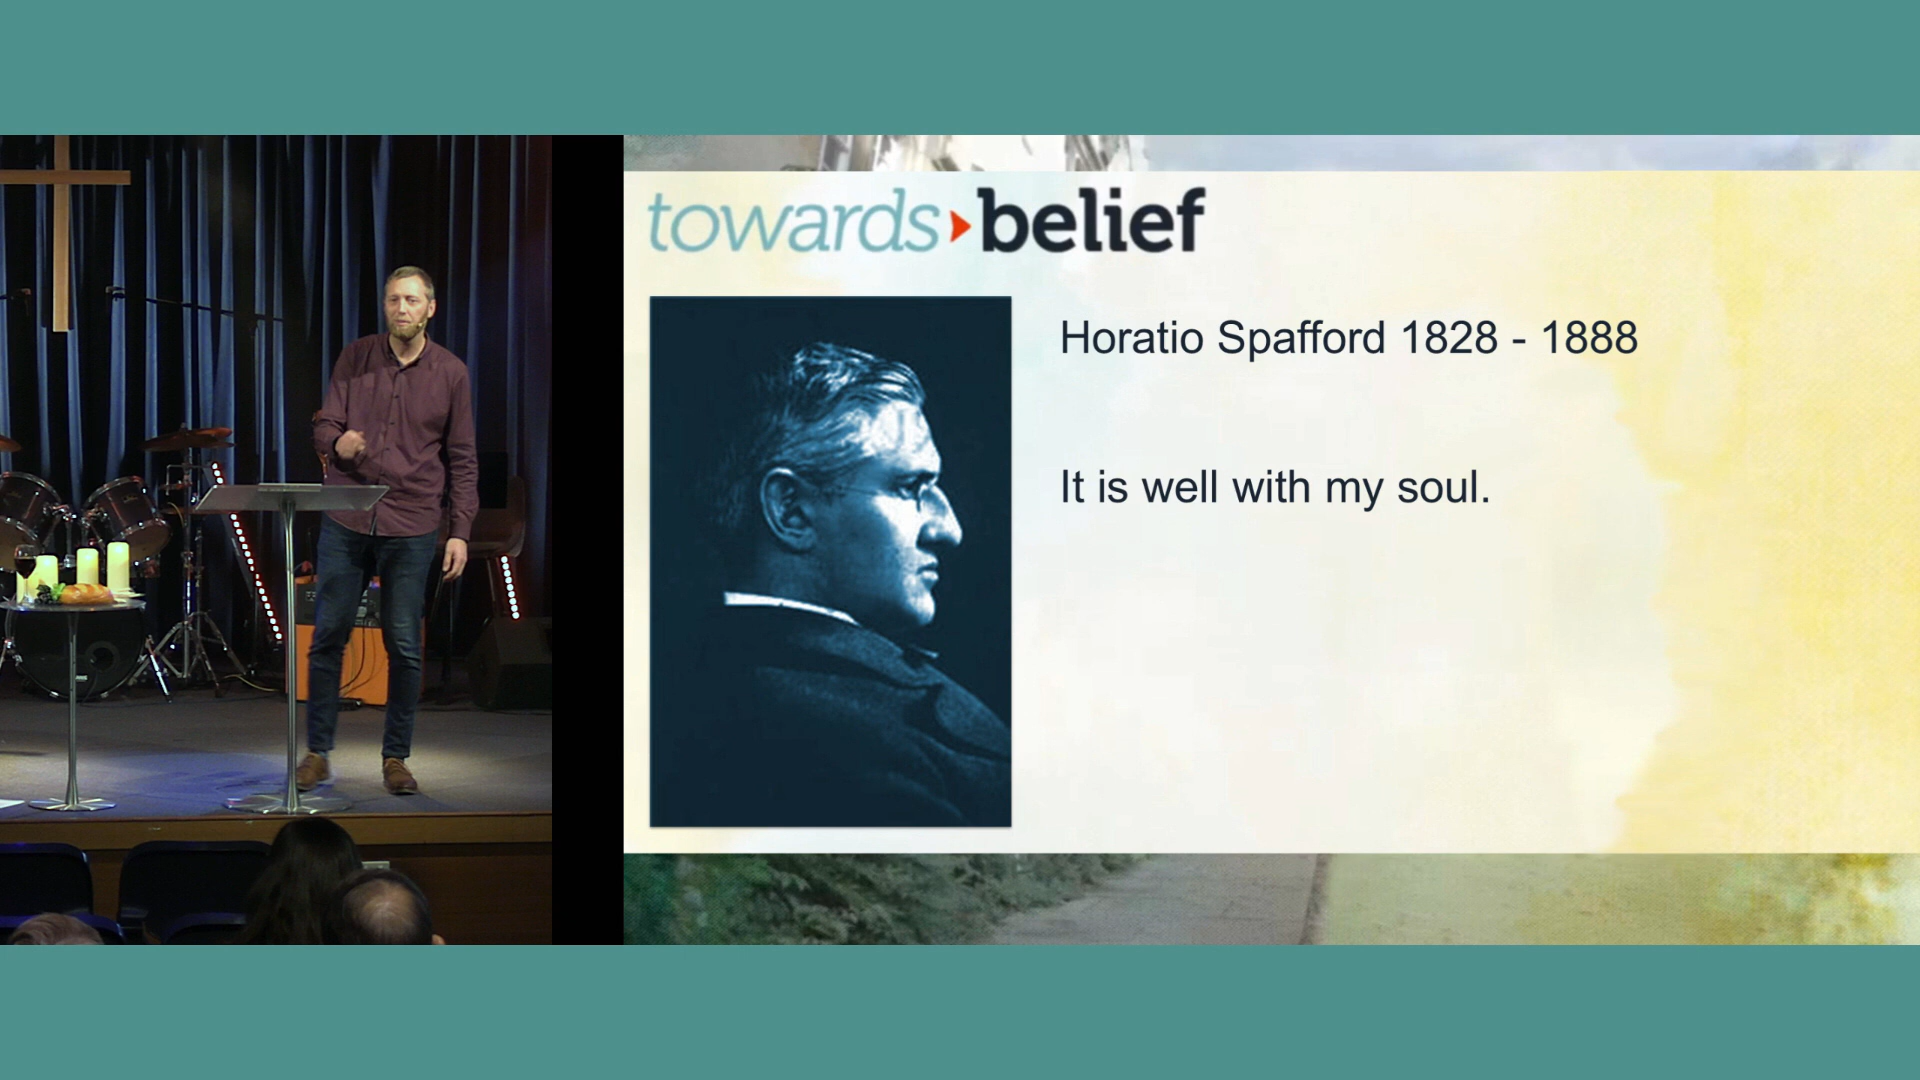 towards belief
Horatio Spafford 1828 - 1888
It is well with my soul.